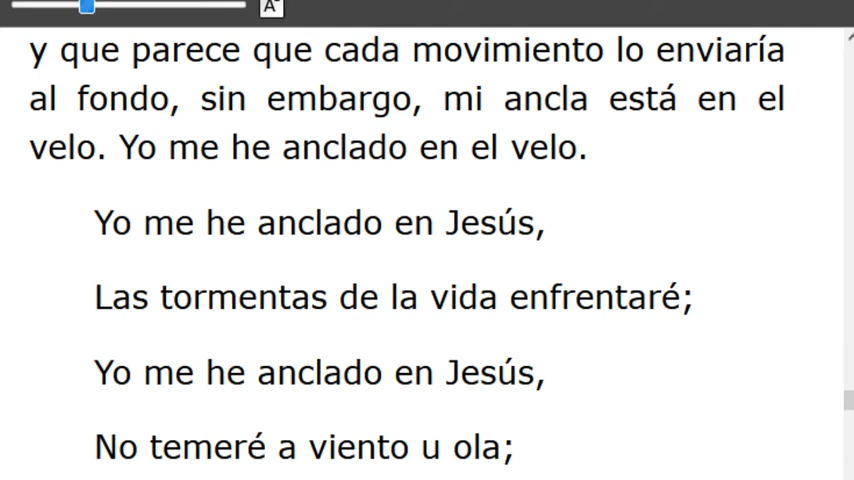 A
y que parece que cada movimiento lo enviaría
al fondo, sin embargo, mi ancla está en el
velo. Yo me he anclado en el velo.
Yo me he anclado en Jesús,
Las tormentas de la vida enfrentaré;
Yo me he anclado en Jesús,
No temeré a viento u ola;